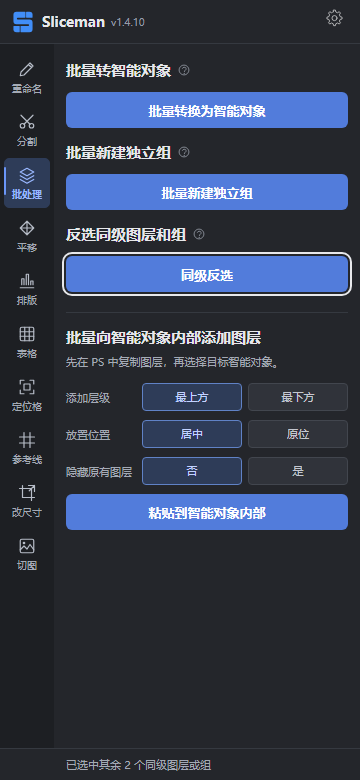 Sliceman v1.4.10
重命名
分割
批处理
平移
排版
表格
定位格
参考线
改尺寸
切图
批量转智能对象
批量转换为智能对象
批量新建独立组
批量新建独立组
反选同级图层和组
同级反选
批量向智能对象内部添加图层
先在 PS 中复制图层，再选择目标智能对象。
添加层级 最上方 最下方
放置位置 居中 原位
隐藏原有图层 否 是
粘贴到智能对象内部
已选中其余 2 个同级图层或组